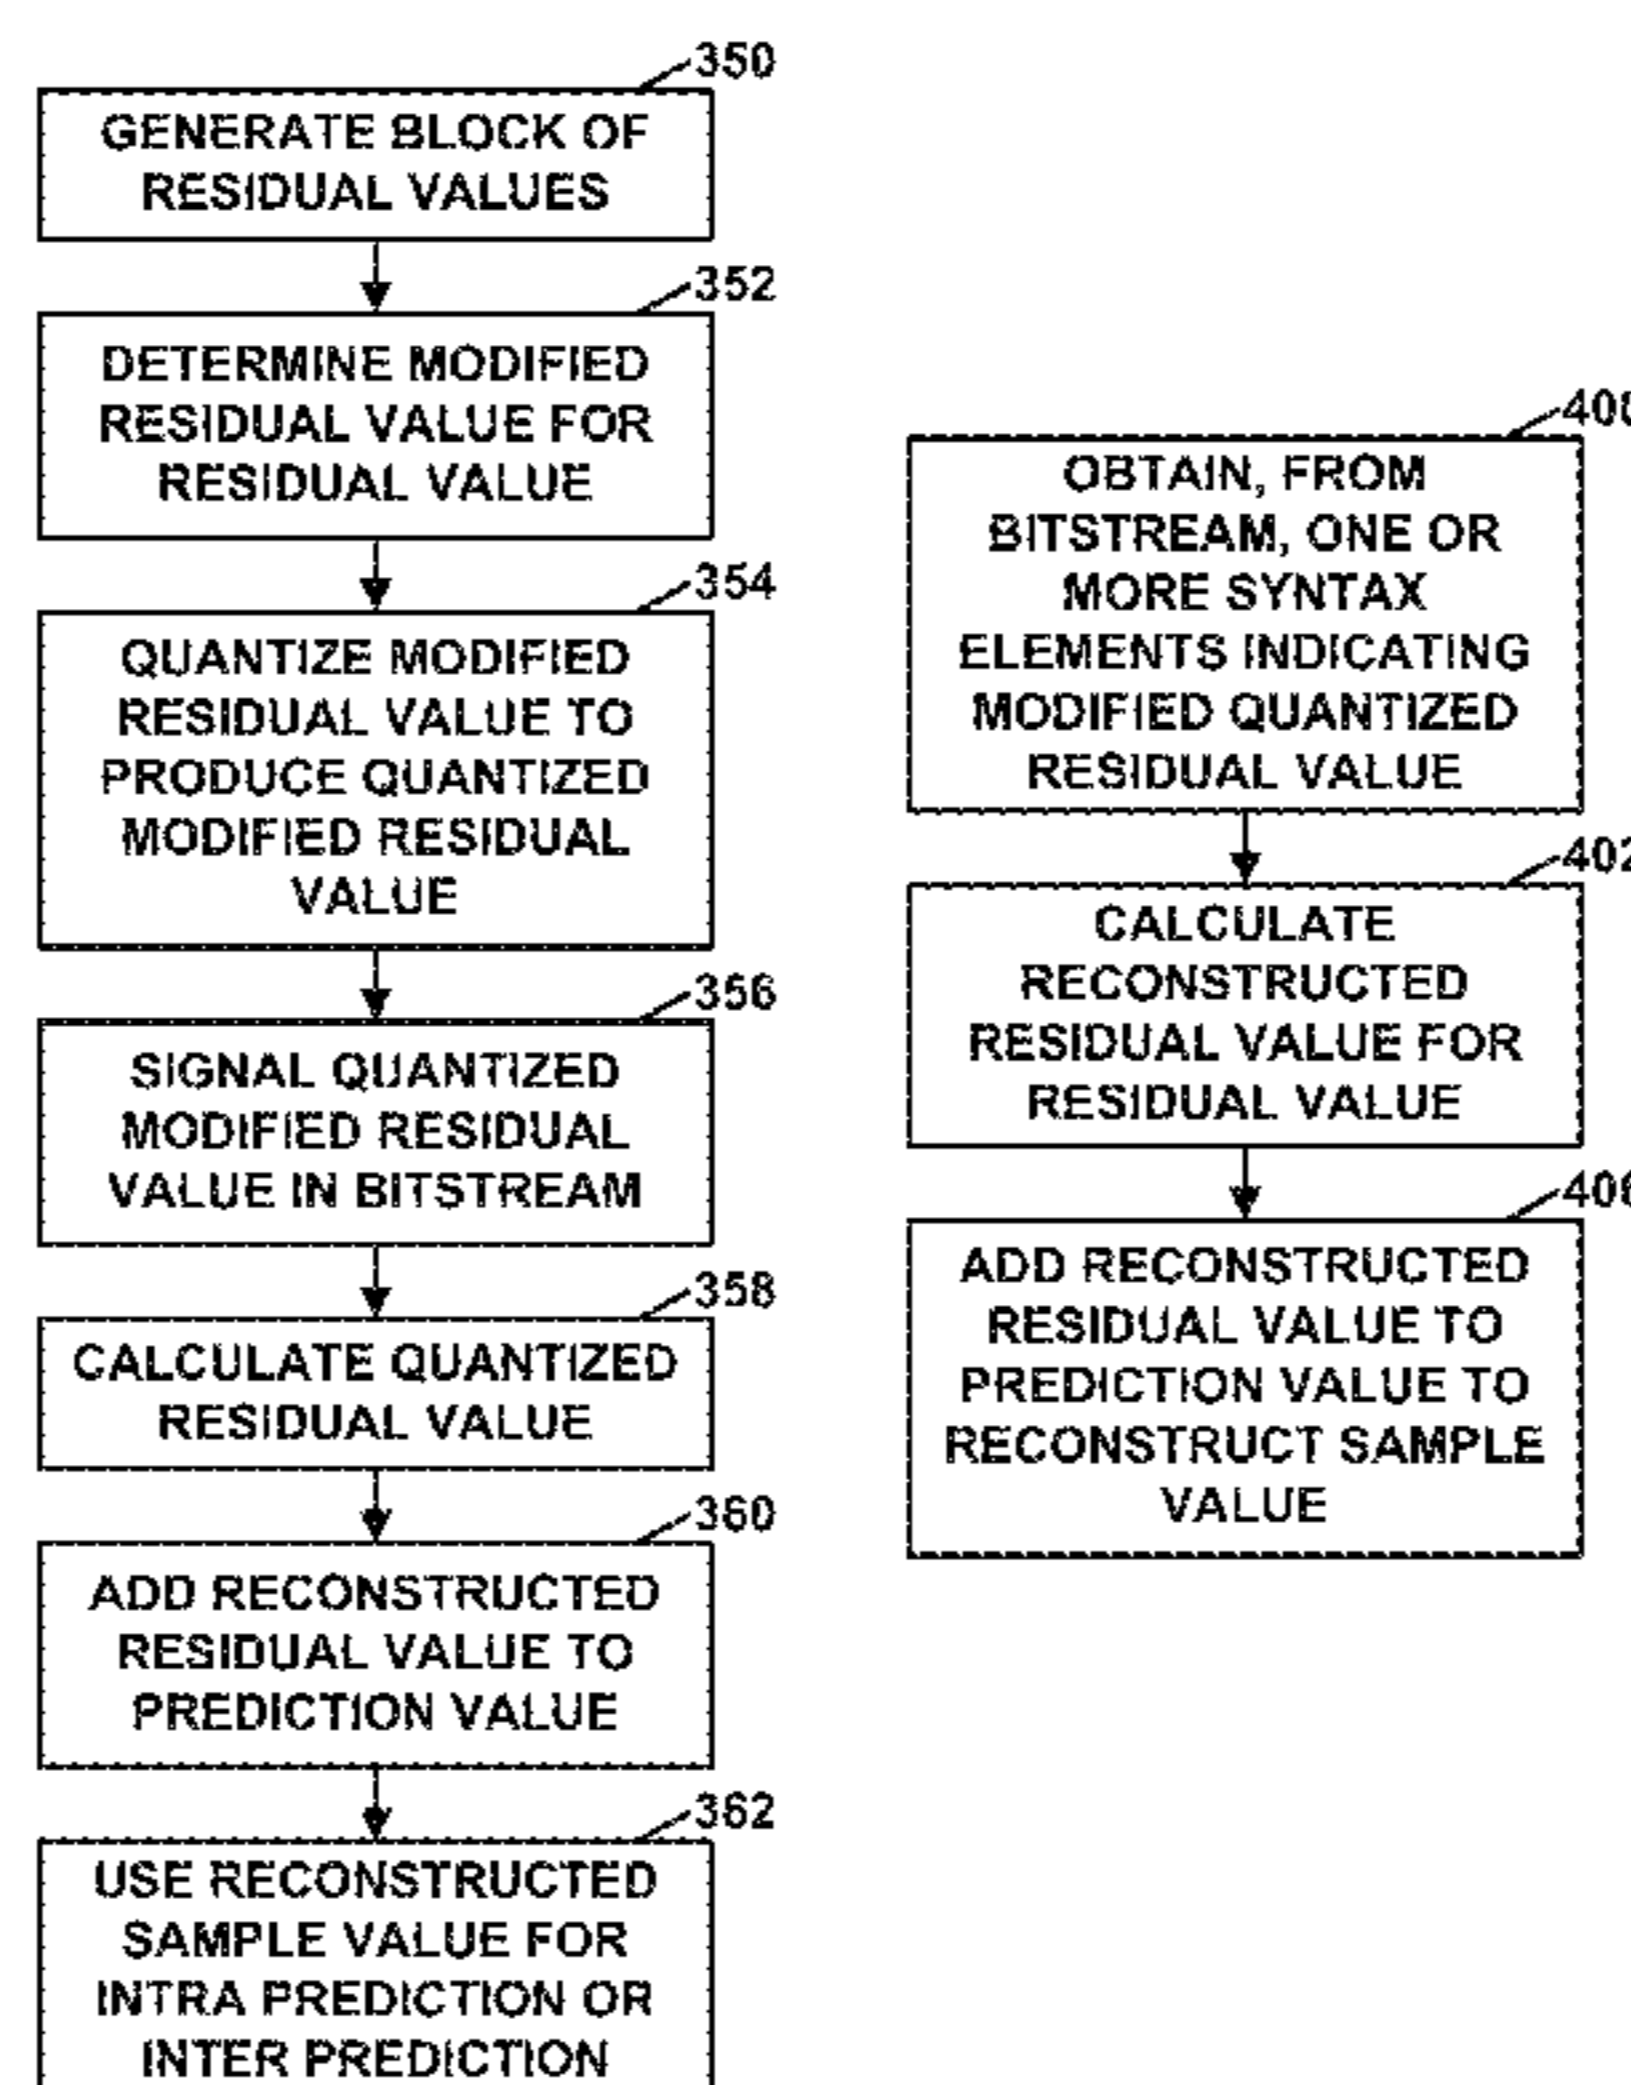 350
GENERATE BLOCK OF
RESIDUAL VALUES
352
DETERMINE MODIFIED
RESIDUAL VALUE FOR
RESIDUAL VALUE
354
QUANTIZE MODIFIED
RESIDUAL VALUE TO
PRODUCE QUANTIZED
MODIFIED RESIDUAL
VALUE
356
SIGNAL QUANTIZED
MODIFIED RESIDUAL
VALUE IN BITSTREAM
358
CALCULATE QUANTIZED
RESIDUAL VALUE
360
ADD RECONSTRUCTED
RESIDUAL VALUE TO
PREDICTION VALUE
362
USE RECONSTRUCTED
SAMPLE VALUE FOR
INTRA PREDICTION OR
INTER PREDICTION
400
OBTAIN, FROM
BITSTREAM, ONE OR
MORE SYNTAX
ELEMENTS INDICATING
MODIFIED QUANTIZED
RESIDUAL VALUE
402
CALCULATE
RECONSTRUCTED
RESIDUAL VALUE FOR
RESIDUAL VALUE
ADD RECONSTRUCTED
RESIDUAL VALUE TO
PREDICTION VALUE TO
RECONSTRUCT SAMPLE
VALUE